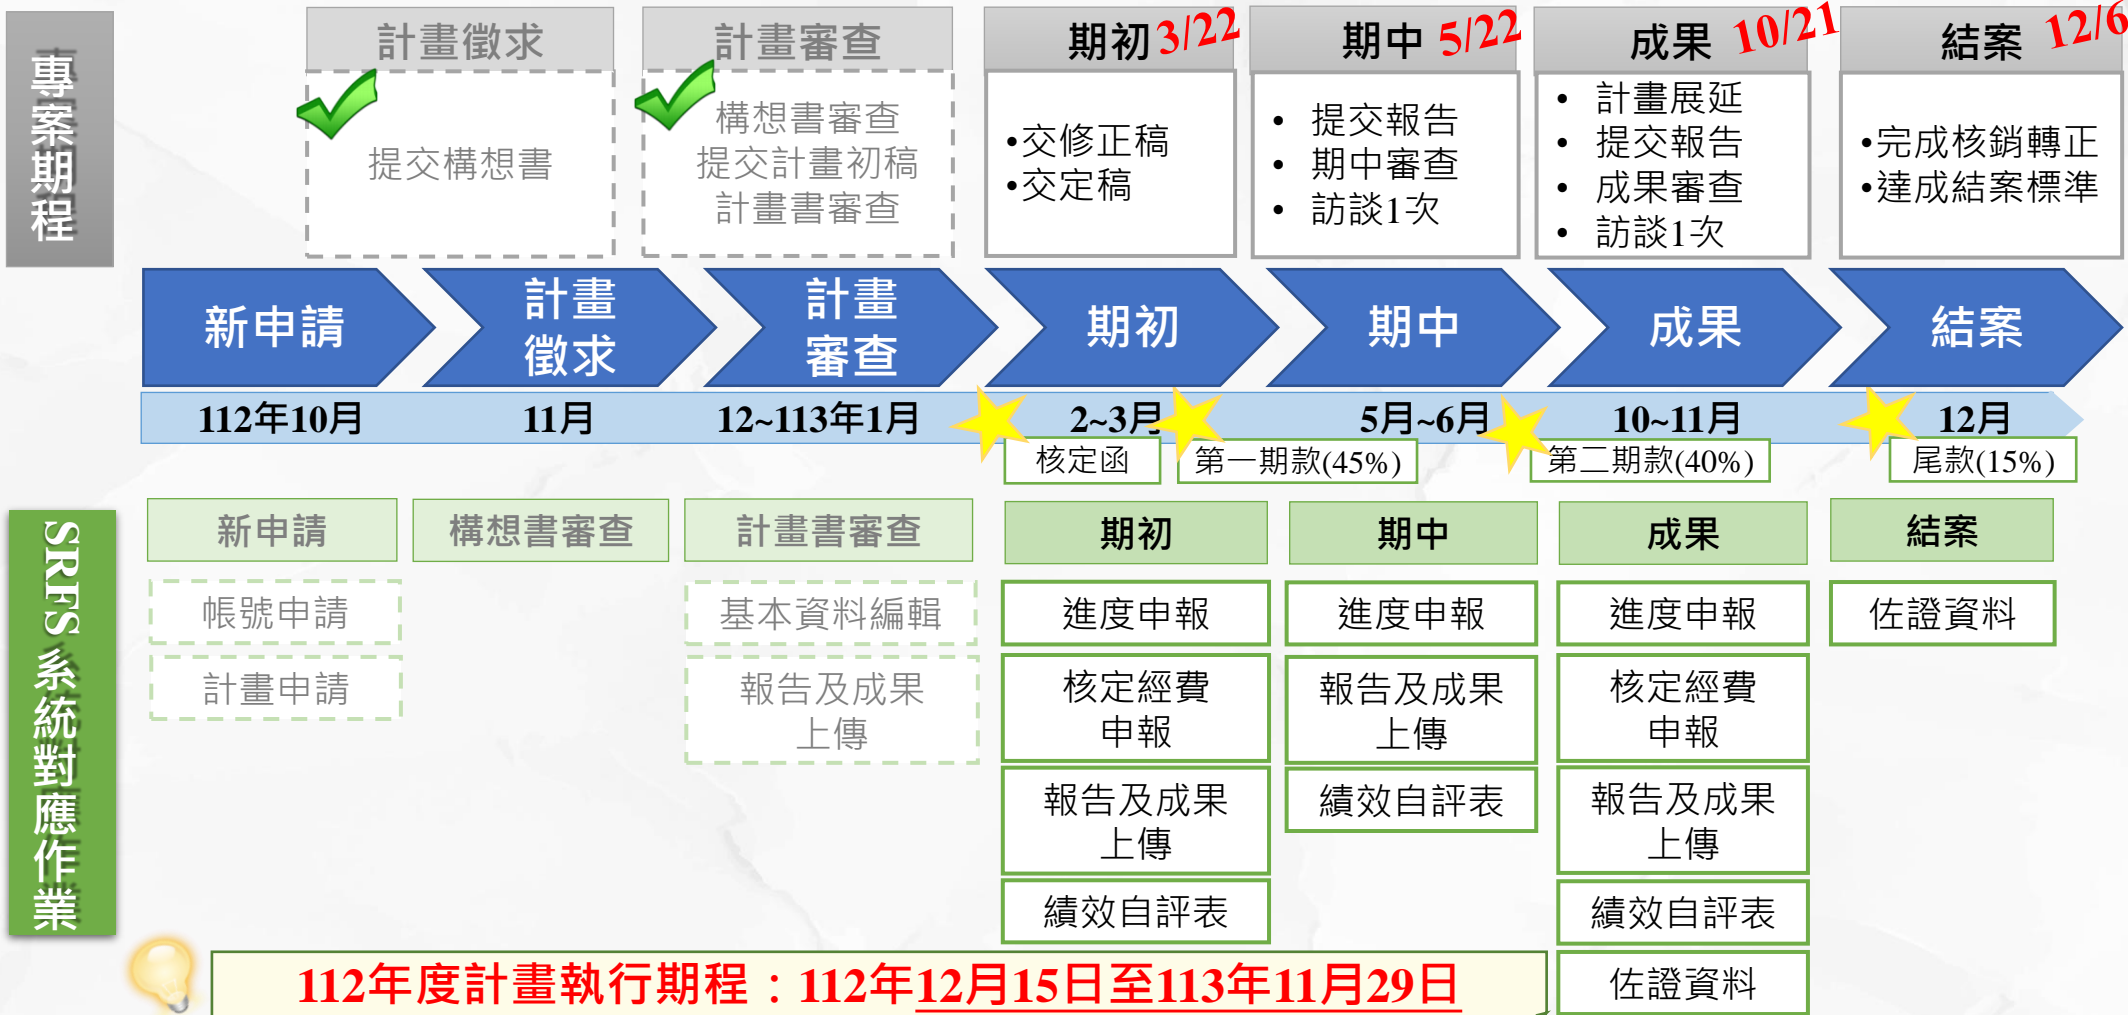 專案期程
計畫徵求
提交構想書
計畫審查
構想書審查
提交計畫初稿
計畫書審查
期初 3/22
•交修正稿
•交定稿
期中 5/22
• 提交報告
• 期中審查
• 訪談1次
成果 10/21
• 計畫展延
• 提交報告
• 成果審查
• 訪談1次
結案 12/6
•完成核銷轉正
•達成結案標準
新申請
計畫
徵求
計畫
審查
期初
期中
成果
結案
112年10月
11月
12~113年1月
2~3月
5月~6月
10~11月
12月
核定函
第一期款(45%)
第二期款(40%)
尾款(15%)
SRFS 系統對應作業
新申請
帳號申請
計畫申請
構想書審查
計畫書審查
基本資料編輯
報告及成果
上傳
期初
進度申報
核定經費
申報
報告及成果
上傳
績效自評表
期中
進度申報
報告及成果
上傳
績效自評表
成果
進度申報
核定經費
申報
報告及成果
上傳
績效自評表
佐證資料
結案
佐證資料
112年度計畫執行期程：112年12月15日至113年11月29日